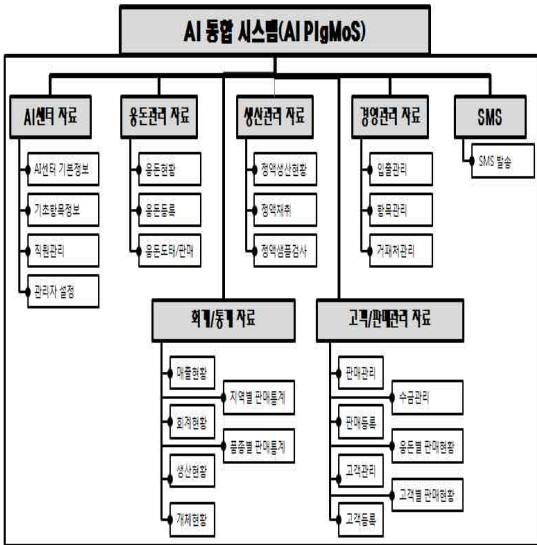 AI 통합 시스템(AI PIgMoS)
AI센터 자료
웅돈관리 자료
생산관리 자료
경영관리 자료
SMS
AI센터 기본정보
기초항목정보
직원관리
관리자 설정
웅돈현황
웅돈등록
웅돈도태/판매
정액생산현황
정액채취
정액샘플검사
입출관리
항목관리
거래처관리
SMS 발송
회계/통계 자료
고객/판매관리 자료
매출현황
지역별 판매통계
회적현황
품종별 판매통계
생산현황
개체현황
판매관리
수금관리
판매등록
웅돈별 판매현황
고객관리
고객별 판매현황
고객등록